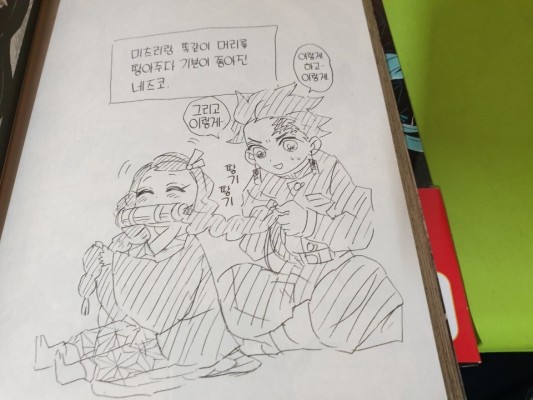 미츠리랑 똑같이 머리를
땋아주다 기분이 좋아진
네즈코.
이렇게
하고
이렇게
그리고
이렇게
땋
기
땋
기